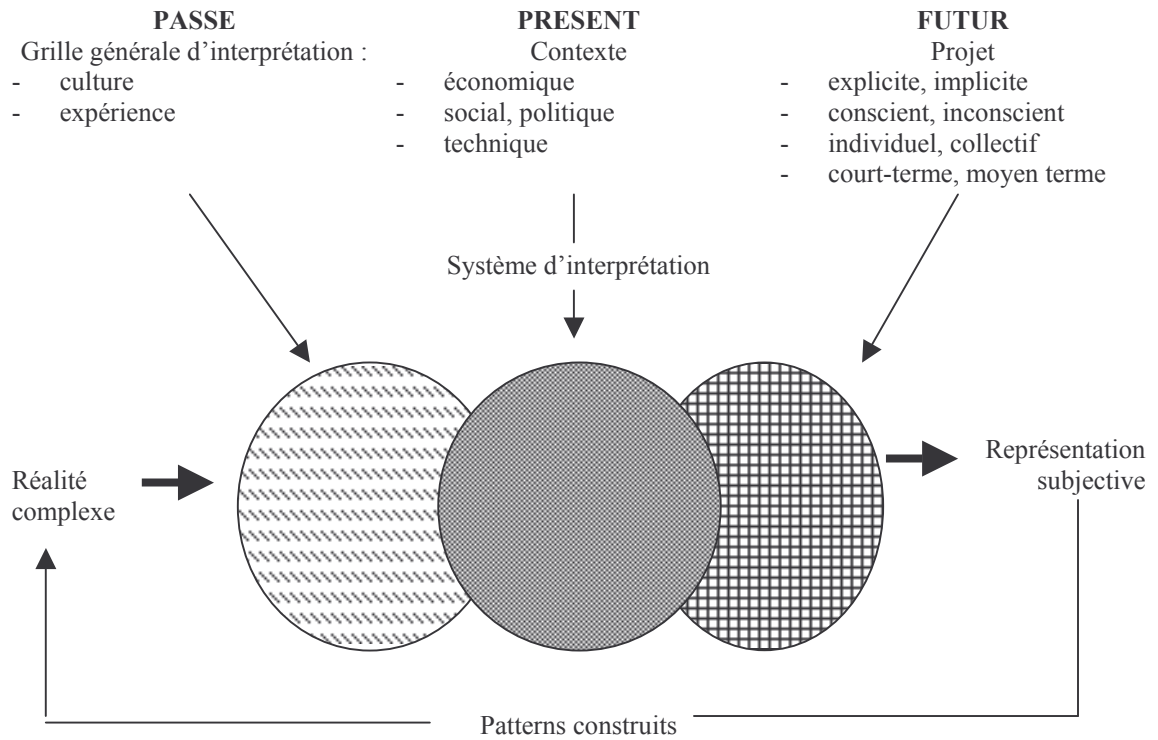 PASSE
Grille générale d’interprétation :
- culture
- expérience
PRESENT
Contexte
- économique
- social, politique
- technique
FUTUR
Projet
- explicite, implicite
- conscient, inconscient
- individuel, collectif
- court-terme, moyen terme
Système d’interprétation
Réalité
complexe
Représentation
subjective
Patterns construits